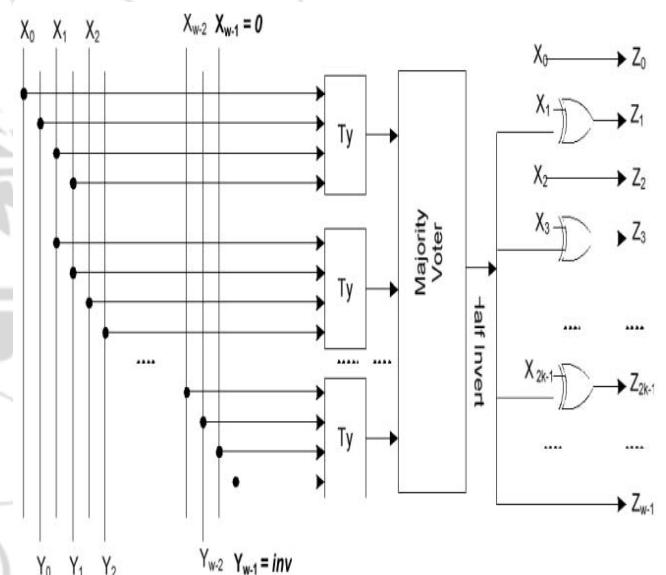 X0 X1 X2 Xw-2 Xw-1 = 0
X0 Z0
X1 Z1
Ty
X2 Z2
X3 Z3
Ty
Majority
Voter
Half Invert
.... ...... .... .... ....
X2k-1 Z2k-1
Ty
.... ....
Zw-1
Y0 Y1 Y2 Yw-2 Yw-1 = inv